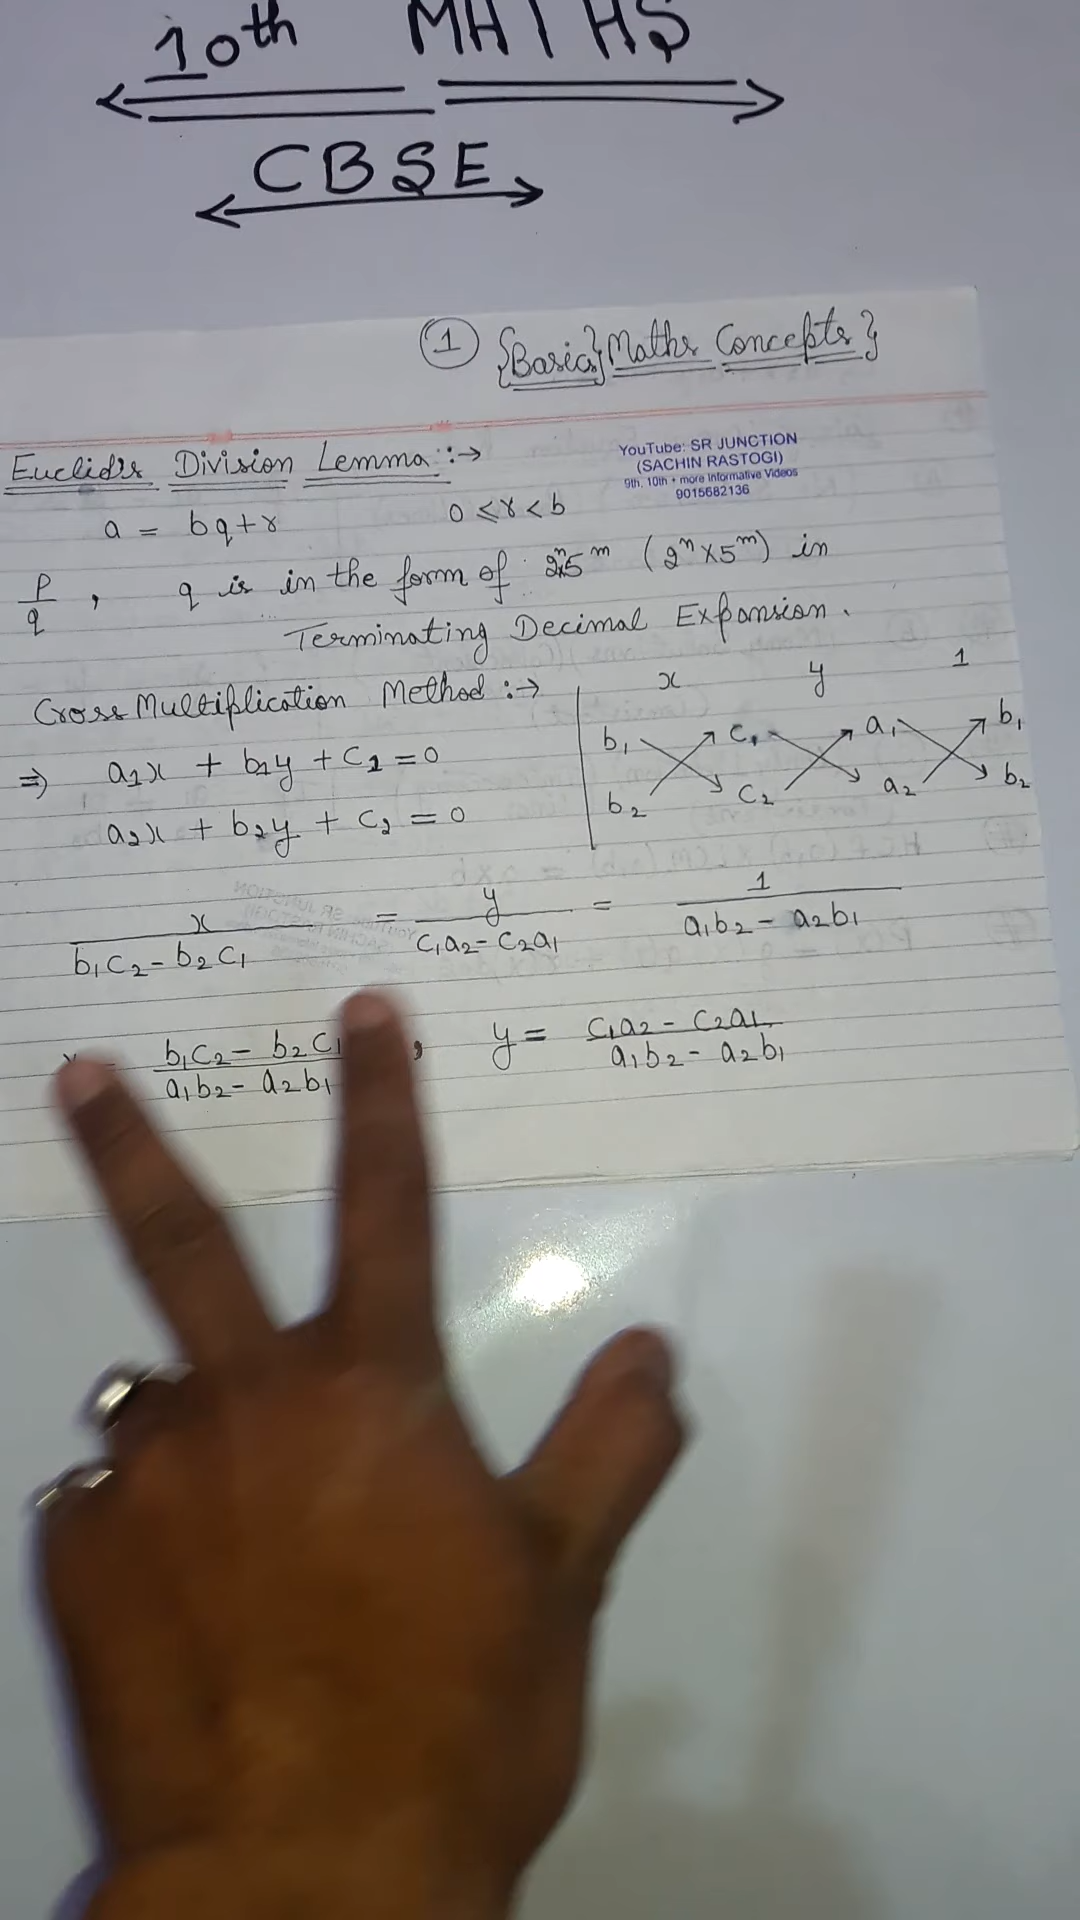 10th MATHS
CBSE
① {Basics} Maths Concepts}
Euclid's Division Lemma :→
YouTube: SR JUNCTION
(SACHIN RASTOGI)
9th, 10th + more Informative Videos
9015682136
a = bq+r 0 ≤ r < b
p/q , q is in the form of (2ⁿ×5ᵐ) in
Terminating Decimal Expansion.
Cross Multiplication Method :→
x y 1
b₁ c₁ a₁ b₁
b₂ c₂ a₂ b₂
⇒ a₁x + b₁y + c₁ = 0
a₂x + b₂y + c₂ = 0
x/(b₁c₂ - b₂c₁) = y/(c₁a₂ - c₂a₁) = 1/(a₁b₂ - a₂b₁)
= (b₁c₂ - b₂c₁)/(a₁b₂ - a₂b₁) , y = (c₁a₂ - c₂a₁)/(a₁b₂ - a₂b₁)